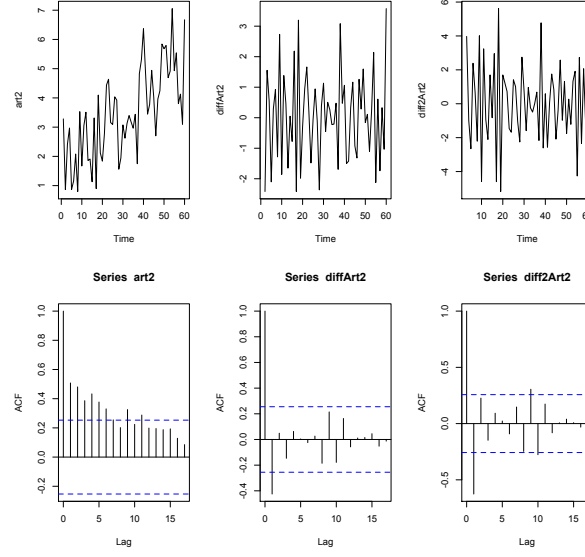 art2
1 2 3 4 5 6 7
0 10 20 30 40 50 60
Time
diffArt2
-2 -1 0 1 2 3
0 10 20 30 40 50 60
Time
diff2Art2
-4 -2 0 2 4
0 10 20 30 40 50 60
Time
Series art2
ACF
-0.2 0.0 0.2 0.4 0.6 0.8 1.0
0 5 10 15
Lag
Series diffArt2
ACF
-0.4 -0.2 0.0 0.2 0.4 0.6 0.8 1.0
0 5 10 15
Lag
Series diff2Art2
ACF
-0.5 0.0 0.5 1.0
0 5 10 15
Lag